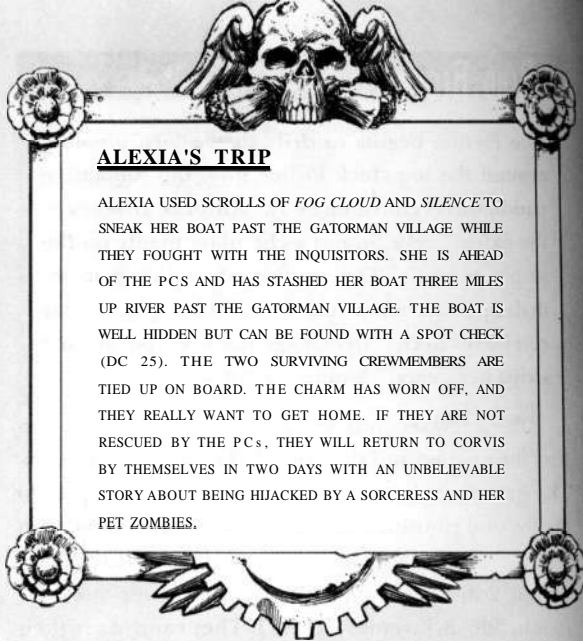 ALEXIA'S TRIP
ALEXIA USED SCROLLS OF FOG CLOUD AND SILENCE TO
SNEAK HER BOAT PAST THE GATORMAN VILLAGE WHILE
THEY FOUGHT WITH THE INQUISITORS. SHE IS AHEAD
OF THE PCS AND HAS STASHED HER BOAT THREE MILES
UP RIVER PAST THE GATORMAN VILLAGE. THE BOAT IS
WELL HIDDEN BUT CAN BE FOUND WITH A SPOT CHECK
(DC 25). THE TWO SURVIVING CREWMEMBERS ARE
TIED UP ON BOARD. THE CHARM HAS WORN OFF, AND
THEY REALLY WANT TO GET HOME. IF THEY ARE NOT
RESCUED BY THE PCs, THEY WILL RETURN TO CORVIS
BY THEMSELVES IN TWO DAYS WITH AN UNBELIEVABLE
STORY ABOUT BEING HIJACKED BY A SORCERESS AND HER
PET ZOMBIES.